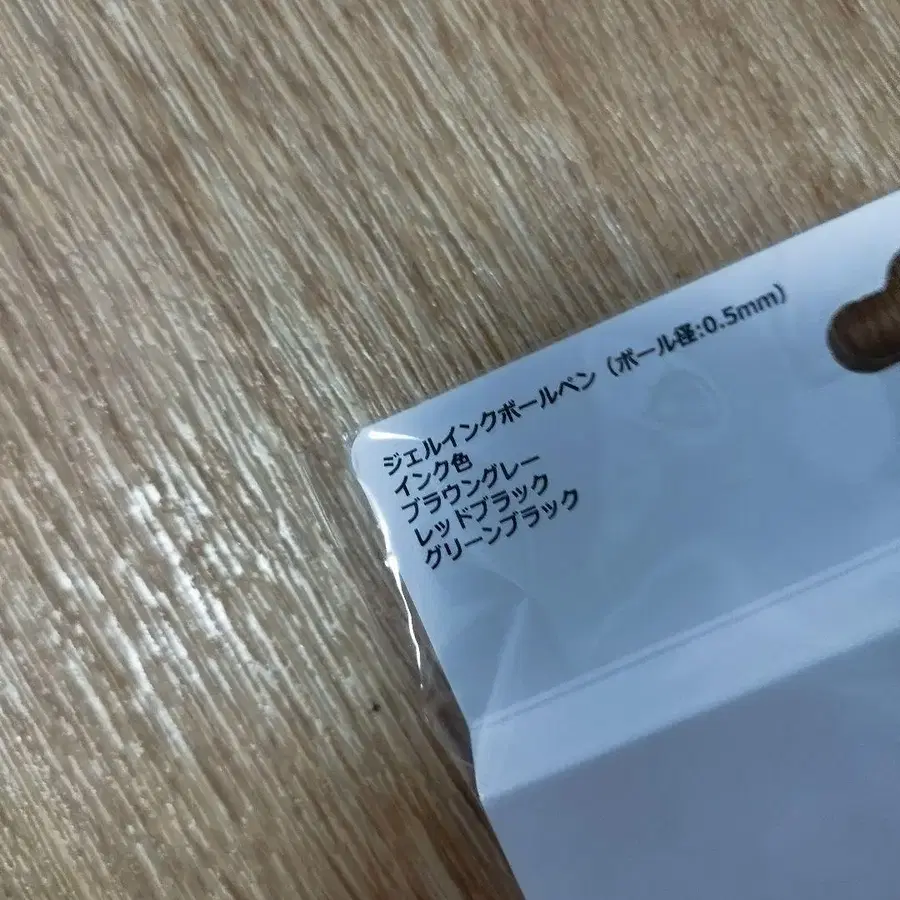 ジェルインクボールペン（ボール径:0.5mm）
インク色
ブラウングレー
レッドブラック
グリーンブラック